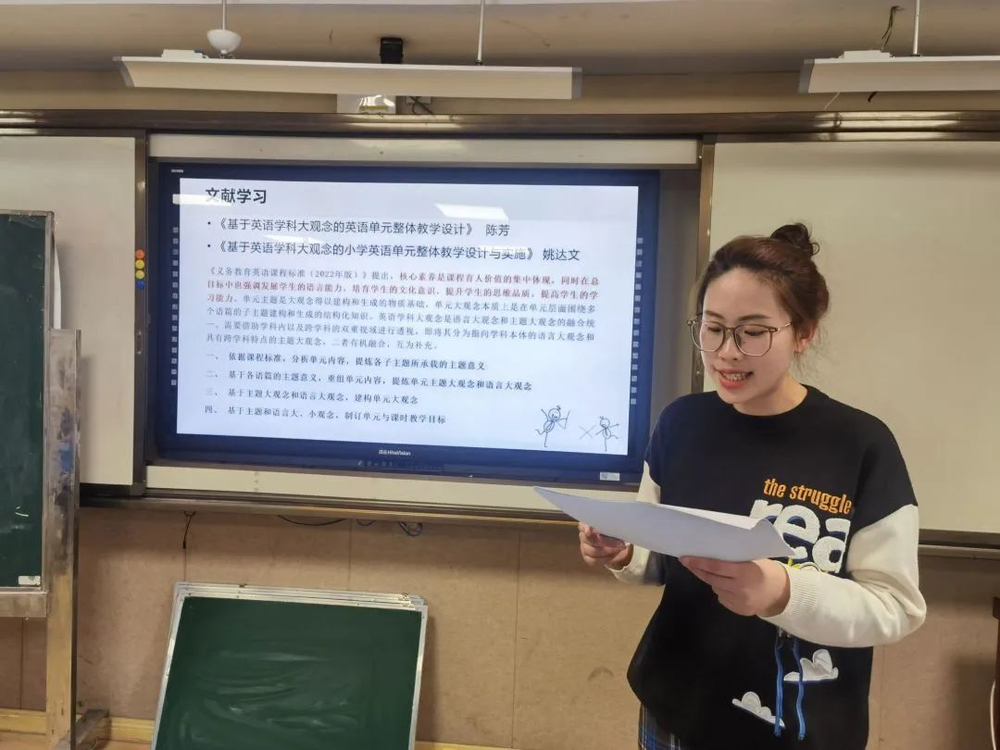 文献学习
• 《基于英语学科大观念的英语单元整体教学设计》 陈芳
• 《基于英语学科大观念的小学英语单元整体教学设计与实施》 姚达文
《义务教育英语课程标准（2022年版）》提出，核心素养是课程育人价值的集中体现，同时在总
目标中也强调发展学生的语言能力、培育学生的文化意识、提升学生的思维品质、提高学生的学
习能力。单元主题是大观念得以建构和生成的物质基础，单元大观念本质上是在单元层面围绕多
个语篇的子主题建构和生成的结构化知识。英语学科大观念是语言大观念和主题大观念的融合统
一，需要借助学科内以及跨学科的双重视域进行透视，即将其分为指向学科本体的语言大观念和
具有跨学科特点的主题大观念，二者有机融合，互为补充。
一、 依据课程标准，分析单元内容，提炼各子主题所承载的主题意义
二、 基于各语篇的主题意义，重组单元内容，提炼单元主题大观念和语言大观念
三、 基于主题大观念和语言大观念，建构单元大观念
四、 基于主题和语言大、小观念，制订单元与课时教学目标
HiteVision
the struggle
rea